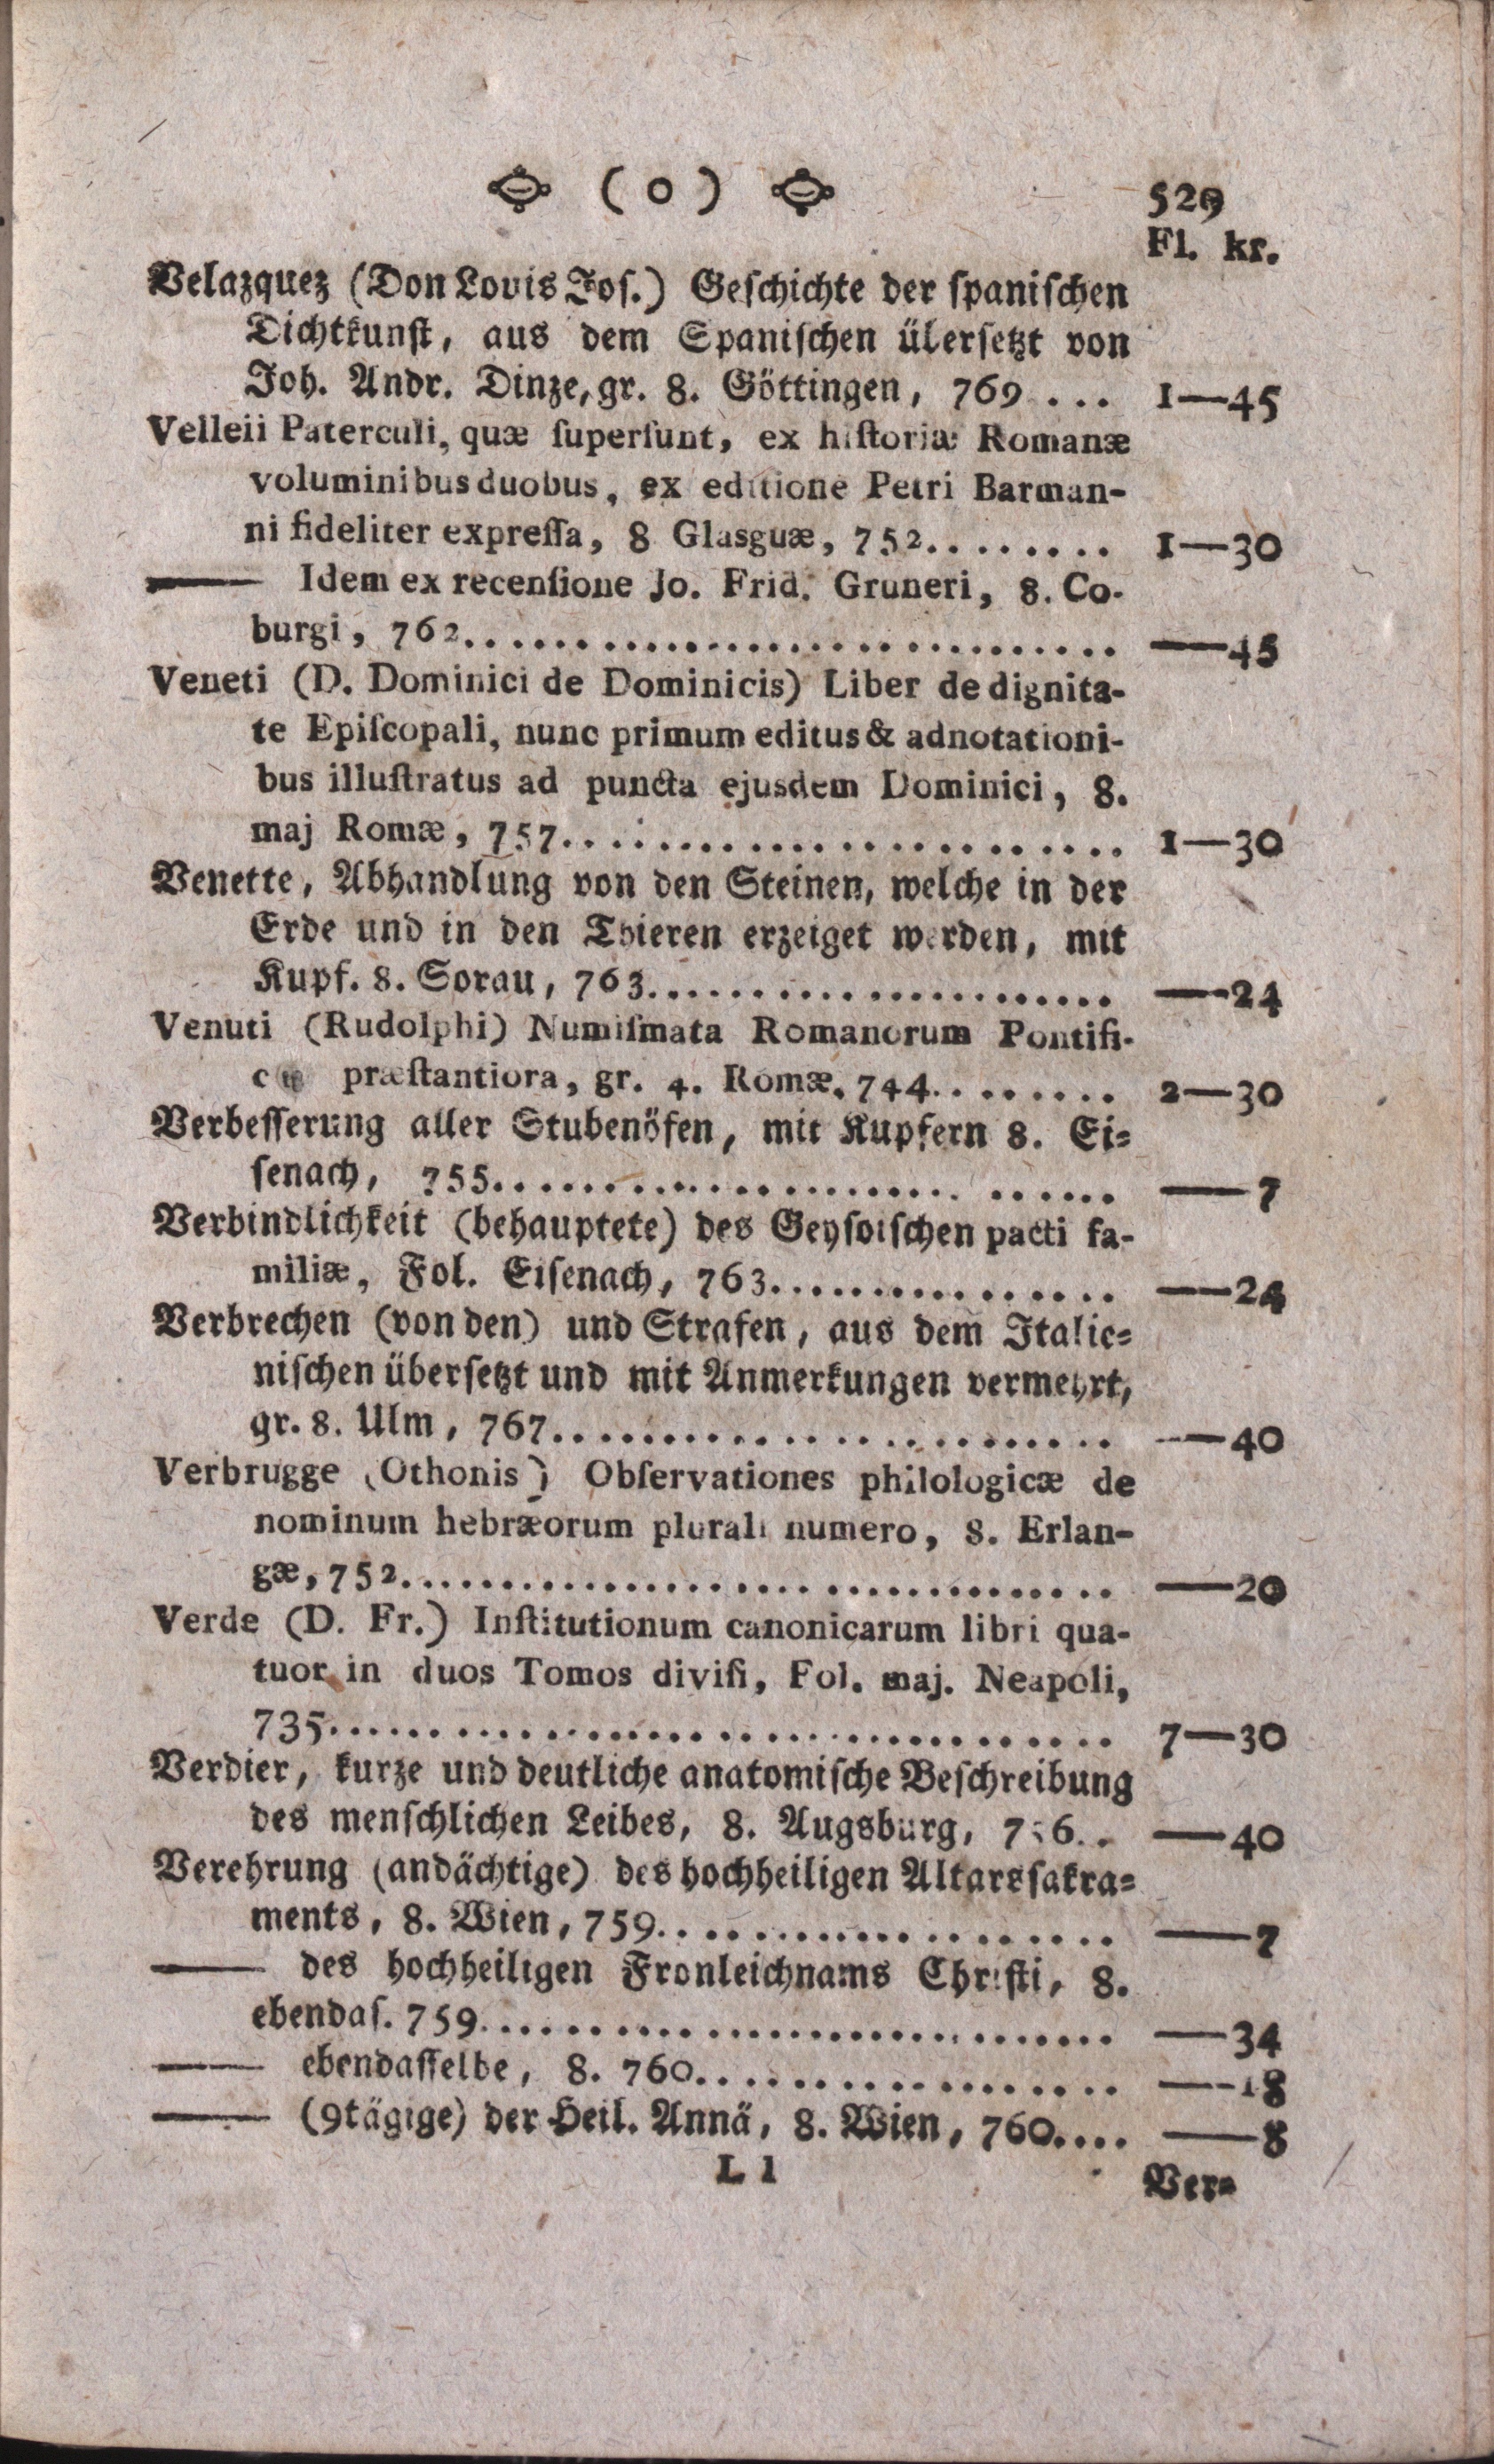 ( o ) 529
Fl. kr.
Velazquez (Don Lovis Jos.) Geſchichte der ſpaniſchen
Dichtkunſt, aus dem Spaniſchen überſetzt von
Joh. Andr. Dinze, gr. 8. Göttingen, 769 . . . 1—45
Velleii Paterculi, quæ ſuperſunt, ex hiſtoriæ Romanæ
voluminibus duobus, ex editione Petri Barman-
ni fideliter expreſſa, 8 Glasguæ, 752........ 1—30
—— Idem ex recenſione Jo. Frid. Gruneri, 8. Co-
burgi, 762........................... —45
Veneti (D. Dominici de Dominicis) Liber de dignita-
te Epiſcopali, nunc primum editus & adnotationi-
bus illuſtratus ad puncta ejusdem Dominici, 8.
maj Romæ, 757....................... 1—30
Venette, Abhandlung von den Steinen, welche in der
Erde und in den Thieren erzeiget werden, mit
Kupf. 8. Sorau, 763................... —24
Venuti (Rudolphi) Numiſmata Romanorum Pontifi-
præſtantiora, gr. 4. Romæ, 744........ 2—30
Verbeſſerung aller Stubenöfen, mit Kupfern 8. Ei-
ſenach, 755......................... —7
Verbindlichkeit (behauptete) des Geyſoiſchen pacti fa-
miliæ, Fol. Eiſenach, 763............... —24
Verbrechen (von den) und Strafen, aus dem Italie-
niſchen überſetzt und mit Anmerkungen vermehrt,
gr. 8. Ulm, 767....................... —40
Verbrugge (Othonis) Obſervationes philologicæ de
nominum hebræorum plurali numero, 8. Erlan-
gæ, 752............................. —20
Verde (D. Fr.) Inſtitutionum canonicarum libri qua-
tuor in duos Tomos diviſi, Fol. maj. Neapoli,
735................................ 7—30
Verdier, kurze und deutliche anatomiſche Beſchreibung
des menſchlichen Leibes, 8. Augsburg, .. —40
Verehrung (andächtige) des hochheiligen Altarsſakra-
ments, 8. Wien, 759................... —7
—— des hochheiligen Fronleichnams Chriſti, 8.
ebendaſ. 759.......................... —34
—— ebendaſſelbe, 8. 760.................. —18
—— (9tägige) der Heil. Annä, 8. Wien, 760.... —8
L l Ver-